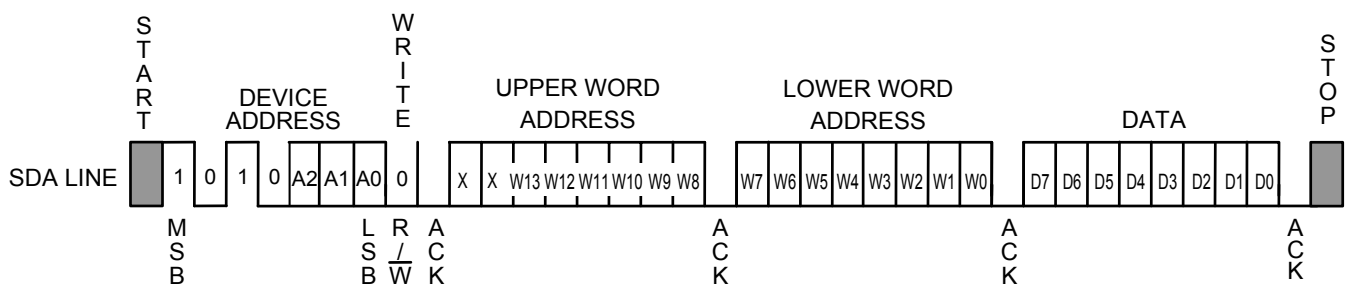 START
WRITE
STOP
DEVICE
ADDRESS
UPPER WORD
ADDRESS
LOWER WORD
ADDRESS
DATA
SDA LINE
1 0 1 0 A2 A1 A0 0
X X W13 W12 W11 W10 W9 W8
W7 W6 W5 W4 W3 W2 W1 W0
D7 D6 D5 D4 D3 D2 D1 D0
MSB
LSB
R/W
ACK
ACK
ACK
ACK